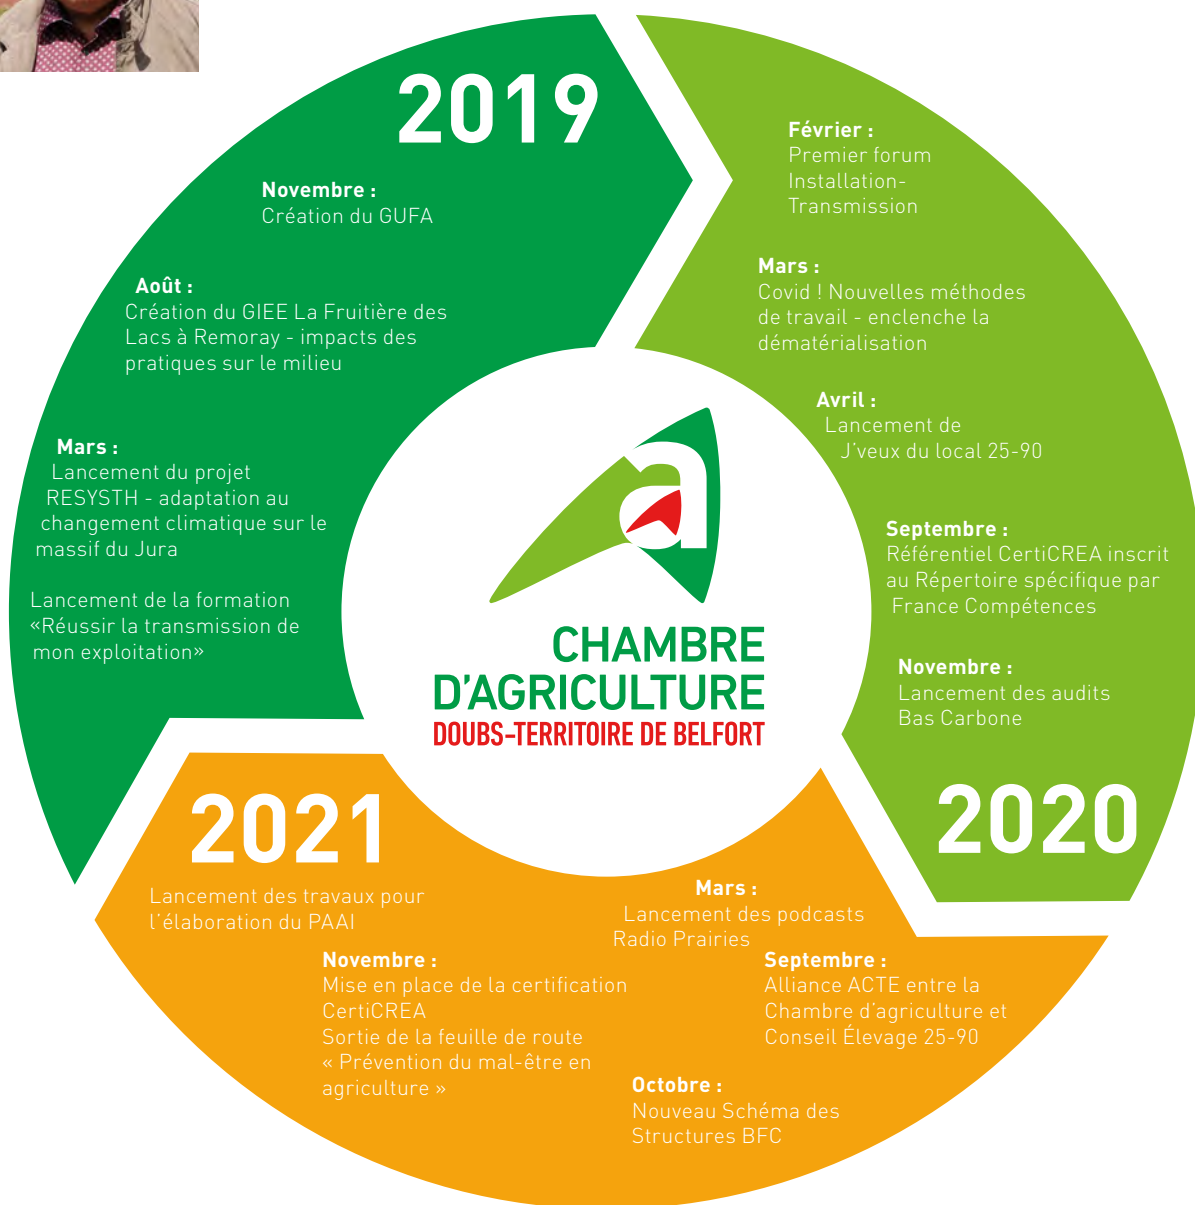 2019
Mars :
Lancement du projet
RESYSTH - adaptation au
changement climatique sur le
massif du Jura
Lancement de la formation
«Réussir la transmission de
mon exploitation»
Août :
Création du GIEE La Fruitière des
Lacs à Remoray - impacts des
pratiques sur le milieu
Novembre :
Création du GUFA
Février :
Premier forum
Installation-
Transmission
Mars :
Covid ! Nouvelles méthodes
de travail - enclenche la
dématérialisation
Avril :
Lancement de
J'veux du local 25-90
Septembre :
Référentiel CertiCREA inscrit
au Répertoire spécifique par
France Compétences
Novembre :
Lancement des audits
Bas Carbone
2020
Mars :
Lancement des podcasts
Radio Prairies
Septembre :
Alliance ACTE entre la
Chambre d'agriculture et
Conseil Élevage 25-90
Octobre :
Nouveau Schéma des
Structures BFC
Novembre :
Mise en place de la certification
CertiCREA
Sortie de la feuille de route
« Prévention du mal-être en
agriculture »
2021
Lancement des travaux pour
l'élaboration du PAAI
CHAMBRE
D'AGRICULTURE
DOUBS-TERRITOIRE DE BELFORT